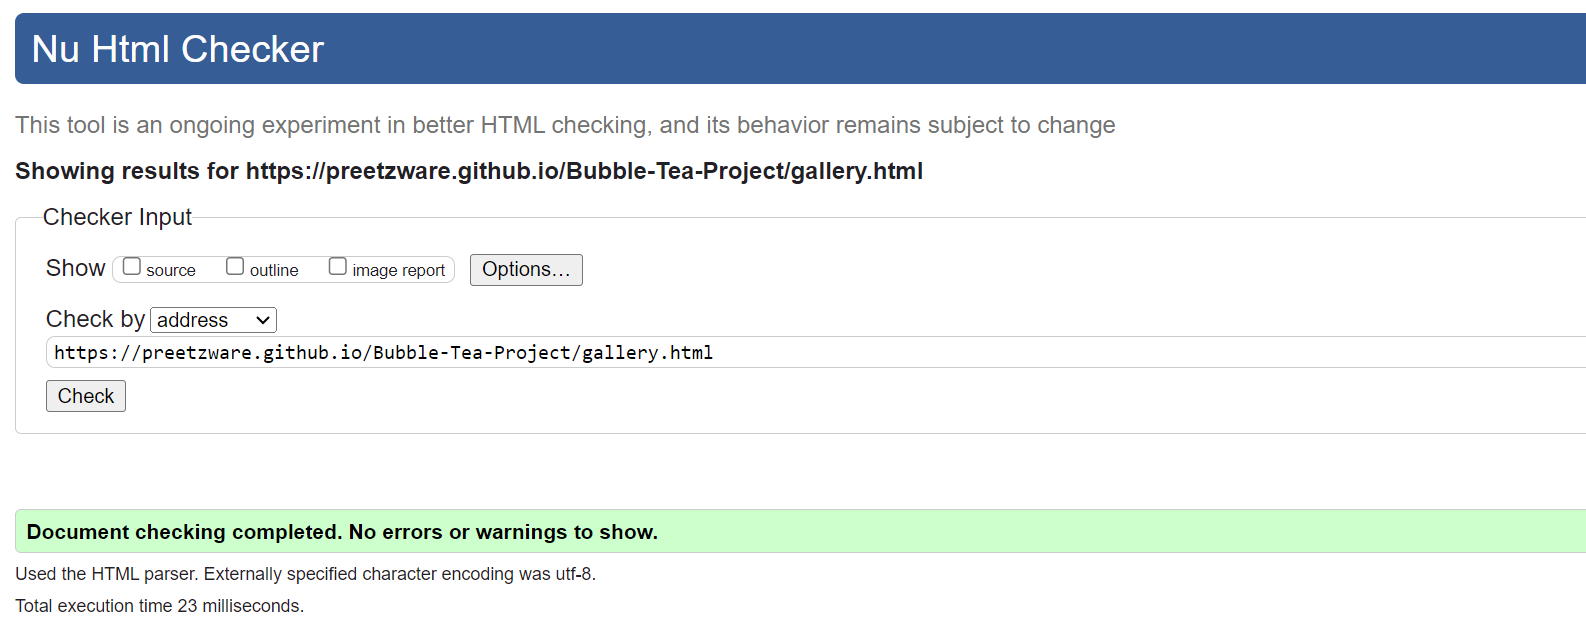 Nu Html Checker
This tool is an ongoing experiment in better HTML checking, and its behavior remains subject to change
Showing results for https://preetzware.github.io/Bubble-Tea-Project/gallery.html
Checker Input
Show source outline image report Options...
Check by address
https://preetzware.github.io/Bubble-Tea-Project/gallery.html
Check
Document checking completed. No errors or warnings to show.
Used the HTML parser. Externally specified character encoding was utf-8.
Total execution time 23 milliseconds.